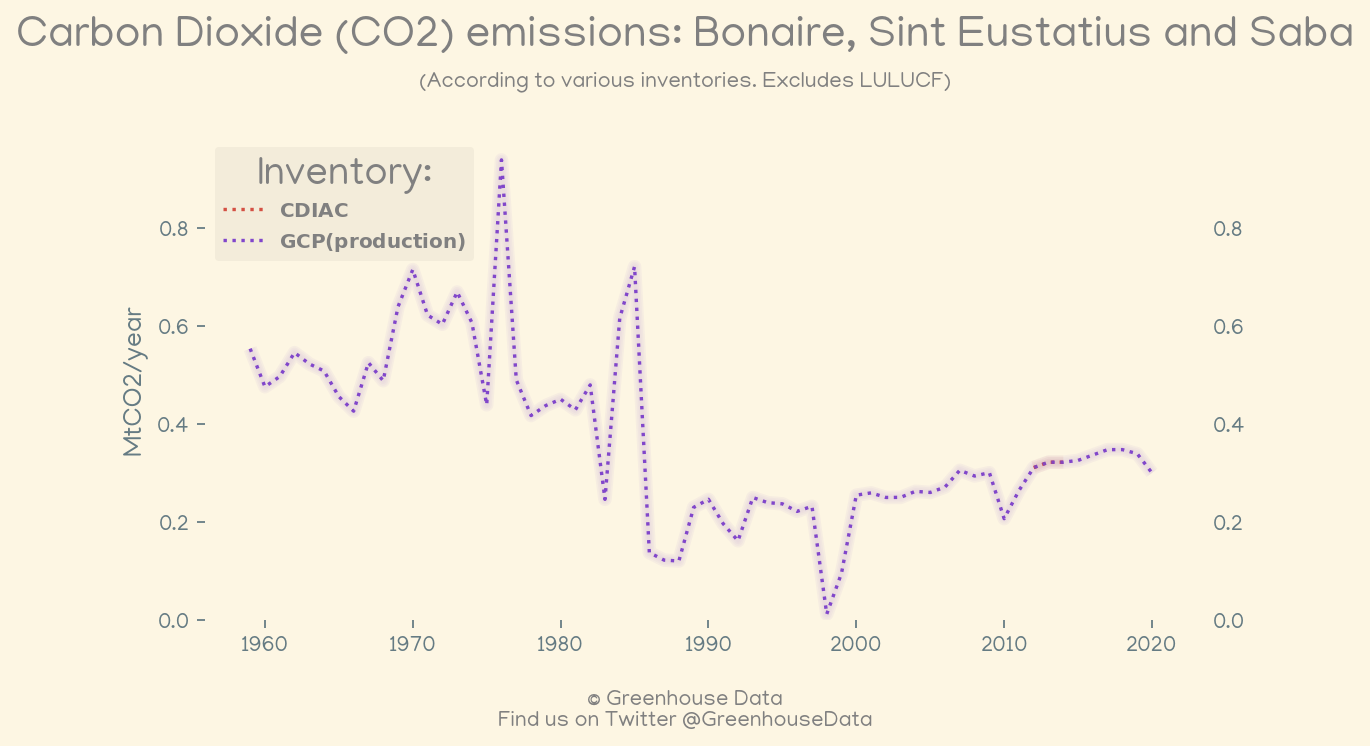 Carbon Dioxide (CO2) emissions: Bonaire, Sint Eustatius and Saba
(According to various inventories. Excludes LULUCF)
Inventory:
CDIAC
GCP(production)
MtCO2/year
0.8
0.6
0.4
0.2
0.0
0.8
0.6
0.4
0.2
0.0
1960 1970 1980 1990 2000 2010 2020
© Greenhouse Data
Find us on Twitter @GreenhouseData